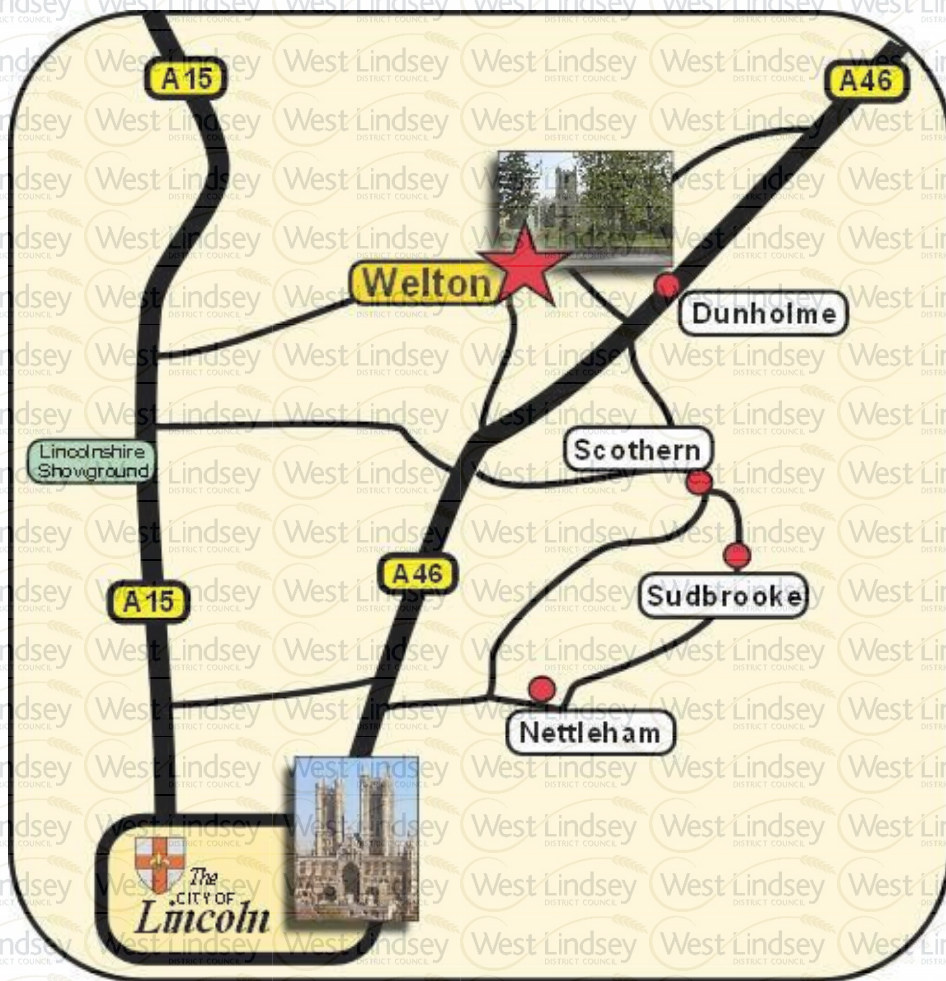 A15
A46
Welton
Dunholme
Lincolnshire
Showground
Scothern
A46
A15
Sudbrooke
Nettleham
The
CITY OF
Lincoln
West Lindsey
DISTRICT COUNCIL